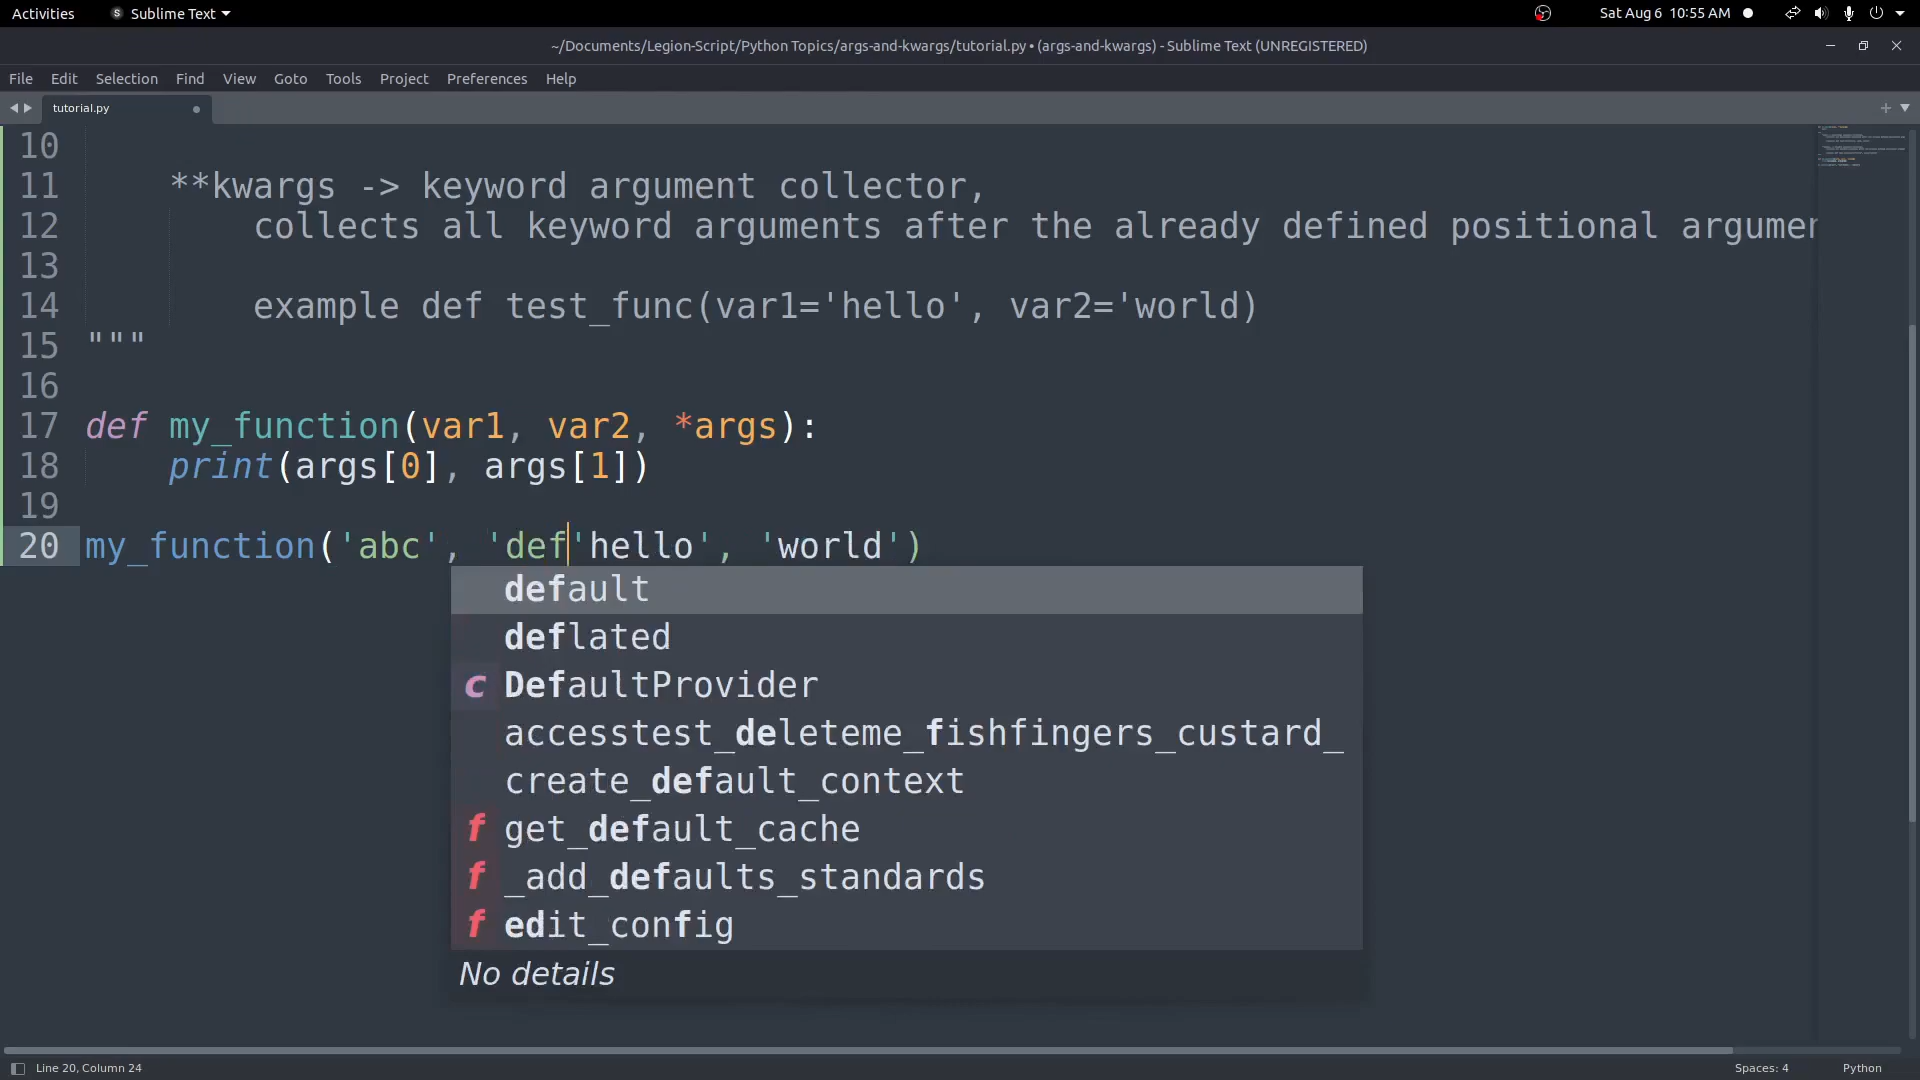 Activities
Sublime Text
Sat Aug 6 10:55 AM
~/Documents/Legion-Script/Python Topics/args-and-kwargs/tutorial.py • (args-and-kwargs) - Sublime Text (UNREGISTERED)
File Edit Selection Find View Goto Tools Project Preferences Help
tutorial.py
10
11 **kwargs -> keyword argument collector,
12 collects all keyword arguments after the already defined positional argumen
13
14 example def test_func(var1='hello', var2='world)
15 """
16
17 def my_function(var1, var2, *args):
18 print(args[0], args[1])
19
20 my_function('abc', 'def'hello', 'world')
default
deflated
c DefaultProvider
accesstest_deleteme_fishfingers_custard_
create_default_context
f get_default_cache
f _add_defaults_standards
f edit_config
No details
Line 20, Column 24
Spaces: 4
Python